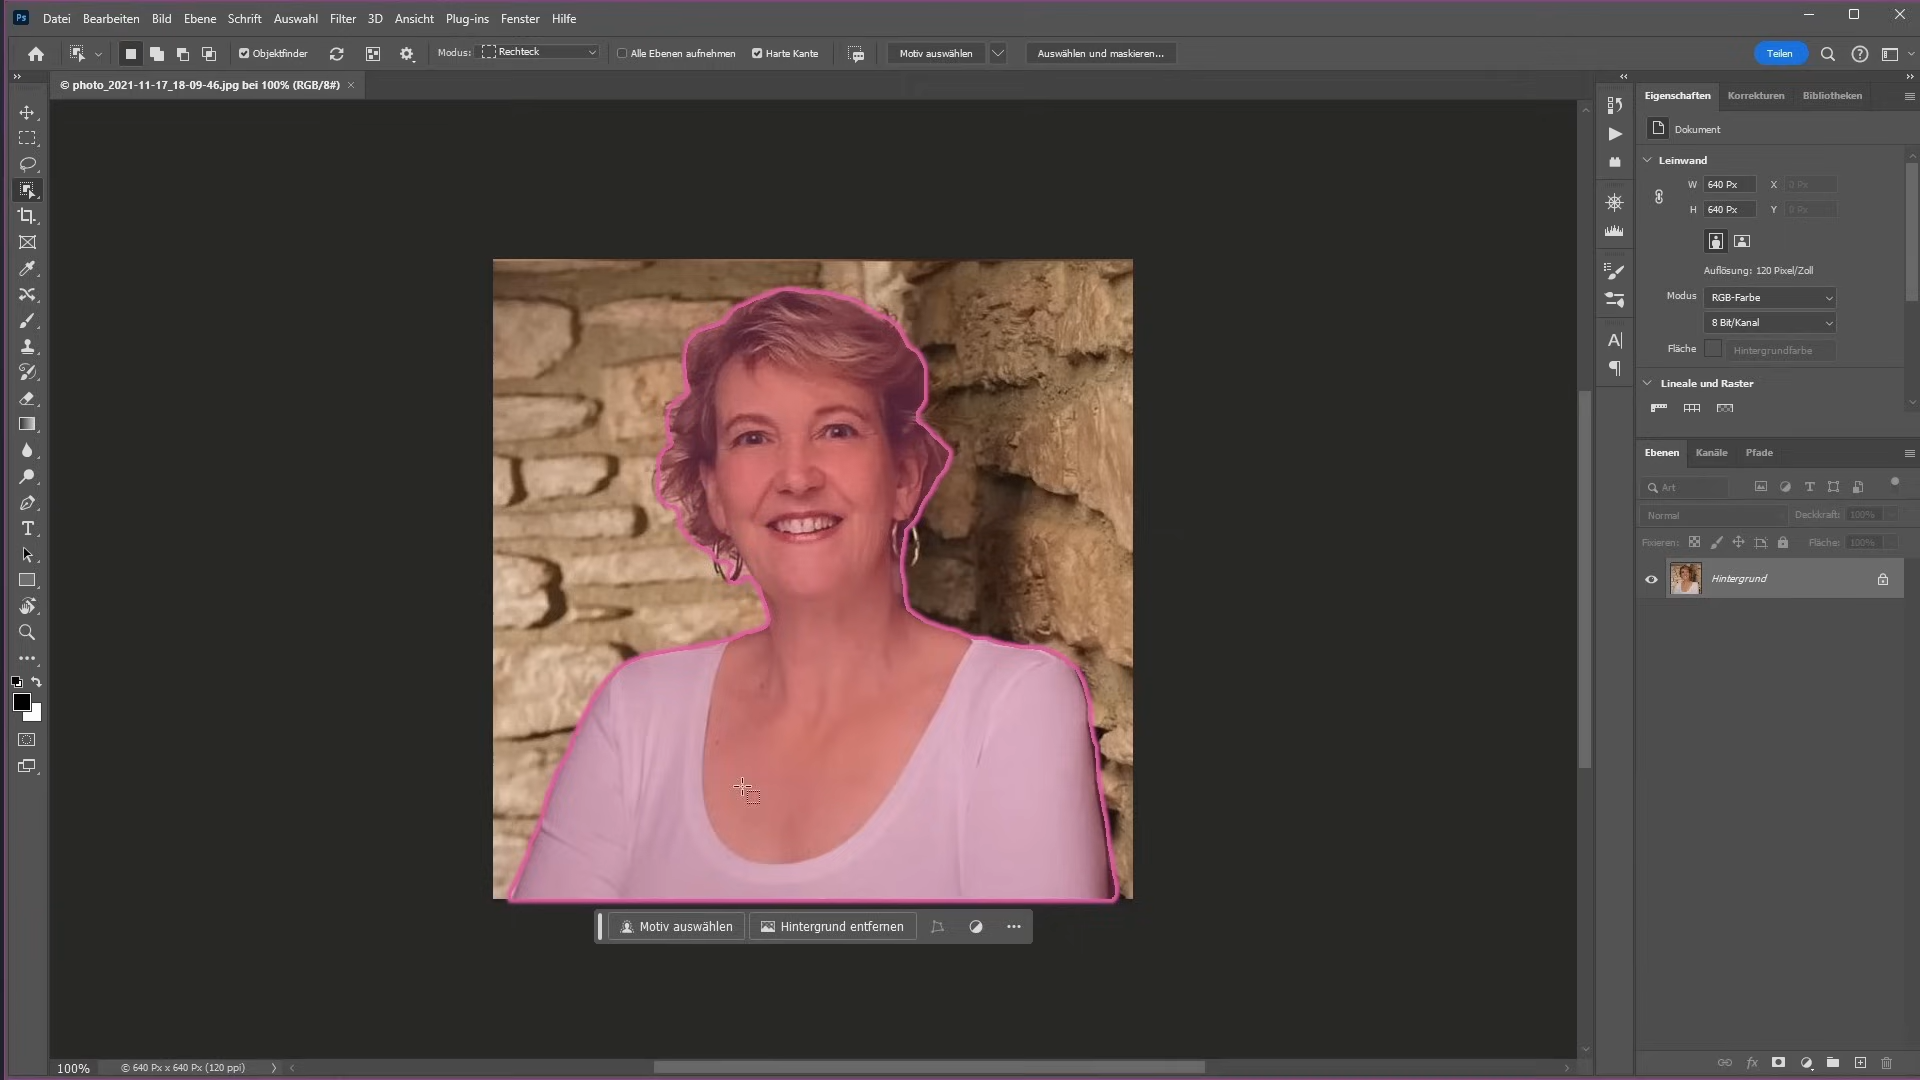 Ps Datei Bearbeiten Bild Ebene Schrift Auswahl Filter 3D Ansicht Plug-ins Fenster Hilfe
Objektfinder Modus: Rechteck Alle Ebenen aufnehmen Harte Kante Motiv auswählen Auswählen und maskieren... Teilen
© photo_2021-11-17_18-09-46.jpg bei 100% (RGB/8#)
Eigenschaften Korrekturen Bibliotheken
Dokument
Leinwand
W 640 Px X 0 Px
H 640 Px Y 0 Px
Auflösung: 120 Pixel/Zoll
Modus RGB-Farbe
8 Bit/Kanal
Fläche Hintergrundfarbe
Lineale und Raster
Ebenen Kanäle Pfade
Art
Normal Deckkraft: 100%
Fixieren: Fläche: 100%
Hintergrund
Motiv auswählen Hintergrund entfernen
100% © 640 Px x 640 Px (120 ppi)